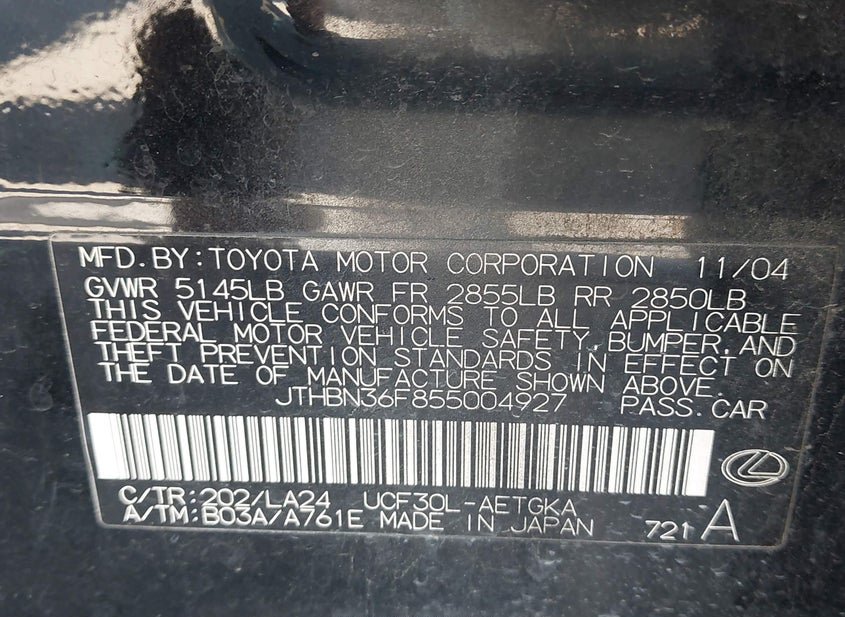 MFD. BY: TOYOTA MOTOR CORPORATION 11/04
GVWR 5145LB GAWR FR 2855LB RR 2850LB
THIS VEHICLE CONFORMS TO ALL APPLICABLE
FEDERAL MOTOR VEHICLE SAFETY, BUMPER, AND
THEFT PREVENTION STANDARDS IN EFFECT ON
THE DATE OF MANUFACTURE SHOWN ABOVE.
JTHBN36F855004927 PASS. CAR
C/TR: 202/LA24 UCF30L-AETGKA
A/TM: B03A/A761E MADE IN JAPAN 721 A